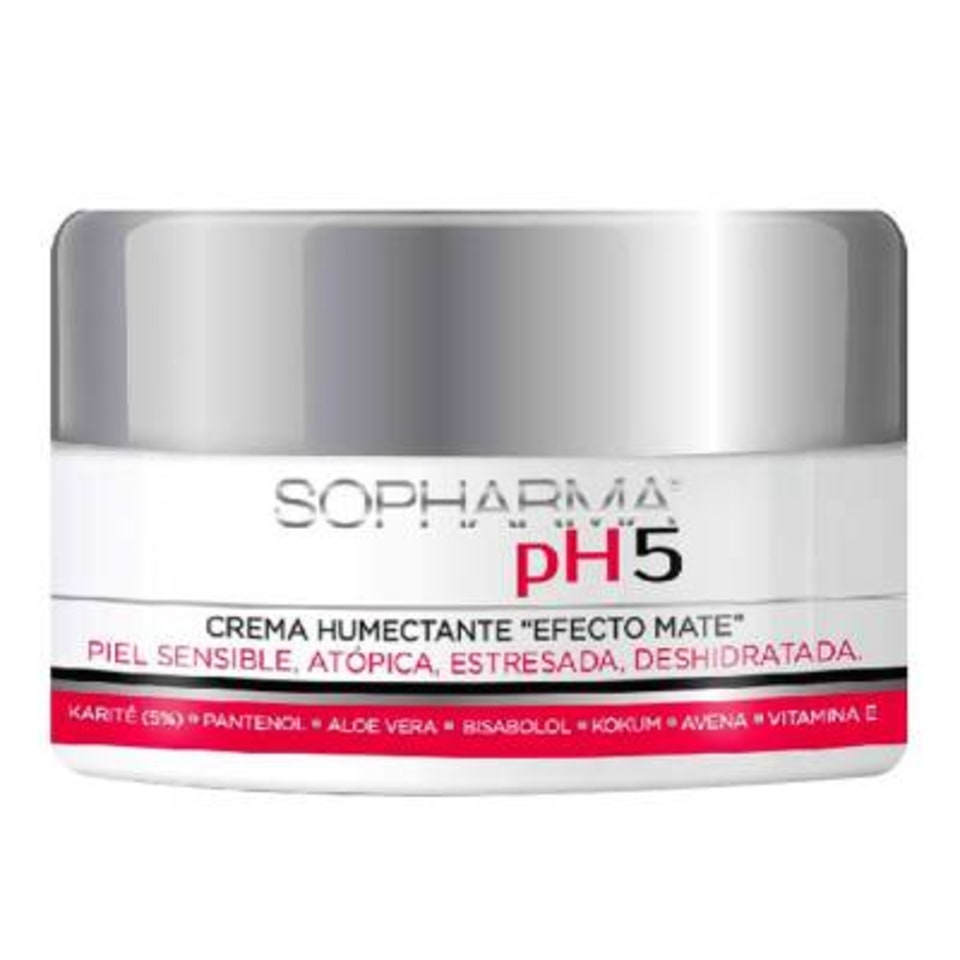 SOPHARMA
pH5
CREMA HUMECTANTE "EFECTO MATE"
PIEL SENSIBLE, ATÓPICA, ESTRESADA, DESHIDRATADA.
KARITÉ (5%) • PANTENOL • ALOE VERA • BISABOLOL • KOKUM • AVENA • VITAMINA E